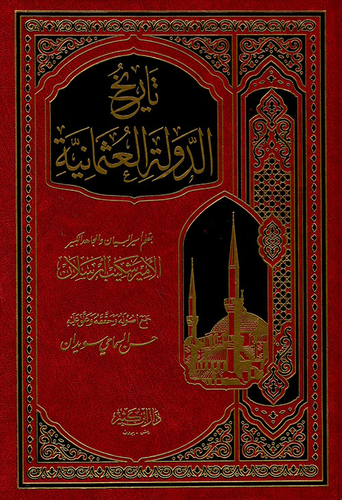 تاريخ
الدولة العثمانية
بقلم أمير البيان والمجاهد الكبير
الأمير شكيب أرسلان
جمع أصوله وحققه وعلق عليه
حسن السماحي سويدان
دار ابن كثير
دمشق - بيروت